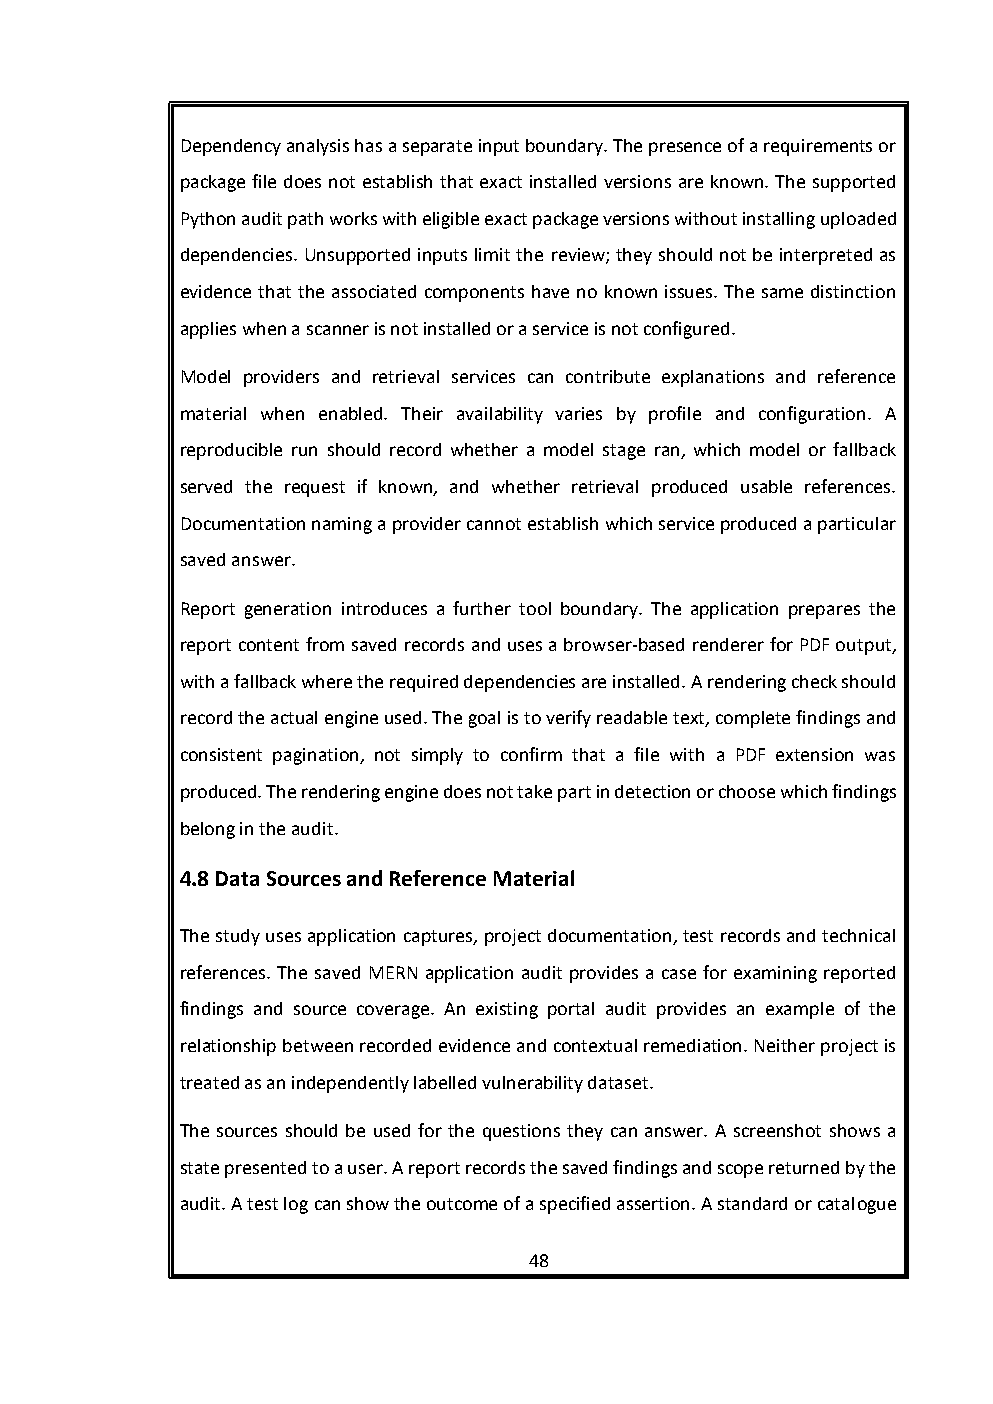 Dependency analysis has a separate input boundary. The presence of a requirements or
package file does not establish that exact installed versions are known. The supported
Python audit path works with eligible exact package versions without installing uploaded
dependencies. Unsupported inputs limit the review; they should not be interpreted as
evidence that the associated components have no known issues. The same distinction
applies when a scanner is not installed or a service is not configured.
Model providers and retrieval services can contribute explanations and reference
material when enabled. Their availability varies by profile and configuration. A
reproducible run should record whether a model stage ran, which model or fallback
served the request if known, and whether retrieval produced usable references.
Documentation naming a provider cannot establish which service produced a particular
saved answer.
Report generation introduces a further tool boundary. The application prepares the
report content from saved records and uses a browser-based renderer for PDF output,
with a fallback where the required dependencies are installed. A rendering check should
record the actual engine used. The goal is to verify readable text, complete findings and
consistent pagination, not simply to confirm that a file with a PDF extension was
produced. The rendering engine does not take part in detection or choose which findings
belong in the audit.
4.8 Data Sources and Reference Material
The study uses application captures, project documentation, test records and technical
references. The saved MERN application audit provides a case for examining reported
findings and source coverage. An existing portal audit provides an example of the
relationship between recorded evidence and contextual remediation. Neither project is
treated as an independently labelled vulnerability dataset.
The sources should be used for the questions they can answer. A screenshot shows a
state presented to a user. A report records the saved findings and scope returned by the
audit. A test log can show the outcome of a specified assertion. A standard or catalogue
48